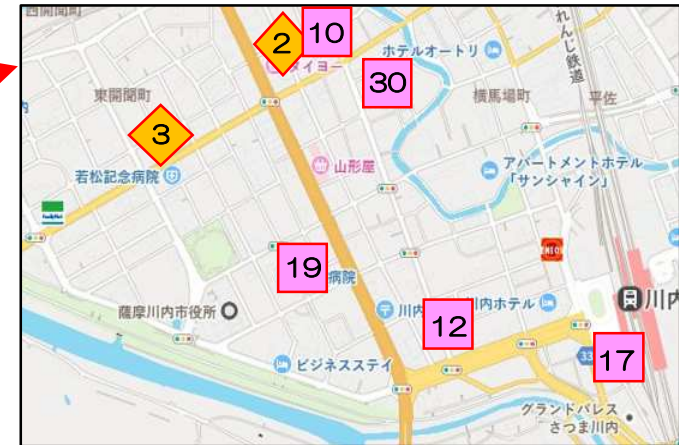 西開聞町
2
10
タイヨー
ホテルオートリ
れんじ鉄道
30
東開聞町
横馬場町
平佐
3
山形屋
アパートメントホテル
「サンシャイン」
若松記念病院
FamilyMart
19
病院
薩摩川内市役所
川内
12
川内ホテル
川内
ビジネスステイ
33
17
グランドパレス
さつま川内